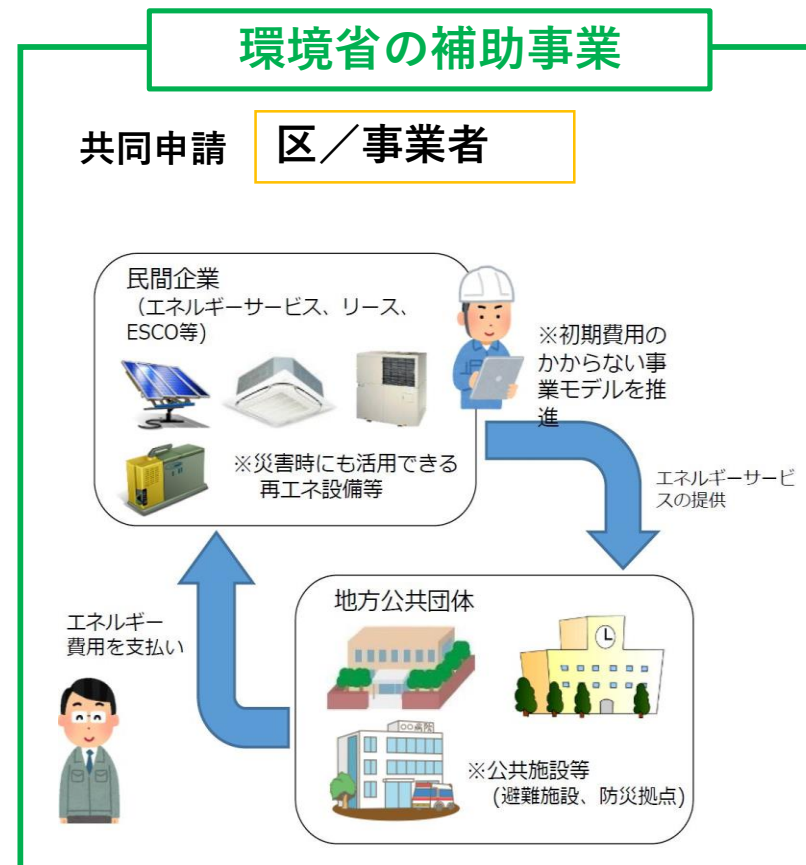 環境省の補助事業
共同申請
区／事業者
民間企業
（エネルギーサービス、リース、
ESCO等)
※災害時にも活用できる
再エネ設備等
※初期費用の
かからない事
業モデルを推
進
エネルギーサービ
スの提供
エネルギー
費用を支払い
地方公共団体
○○病院
※公共施設等
(避難施設、防災拠点)